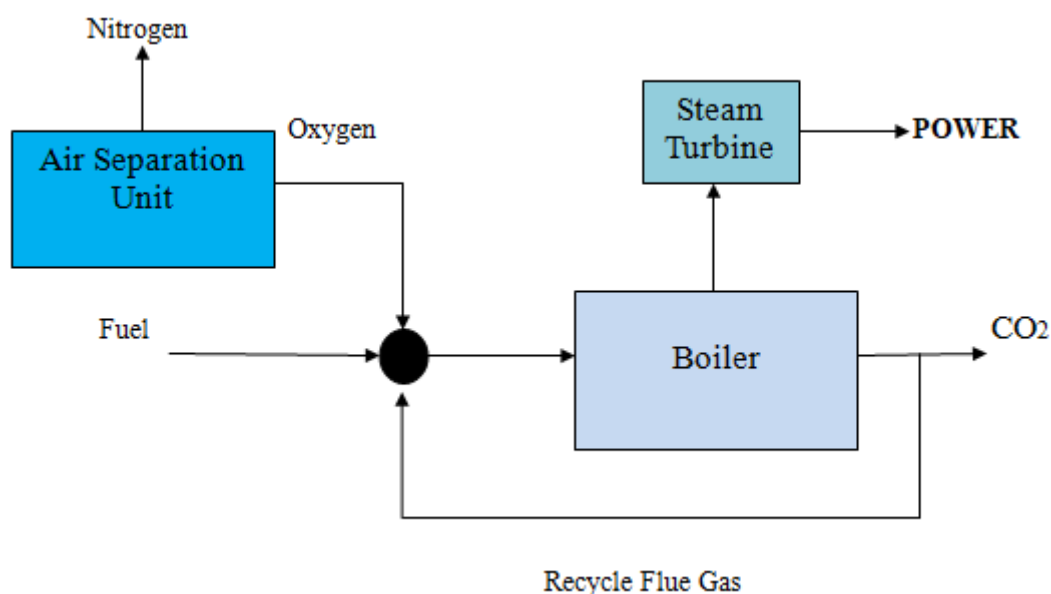 Nitrogen
Oxygen
Air Separation
Unit
Steam
Turbine
POWER
Fuel
Boiler
CO2
Recycle Flue Gas